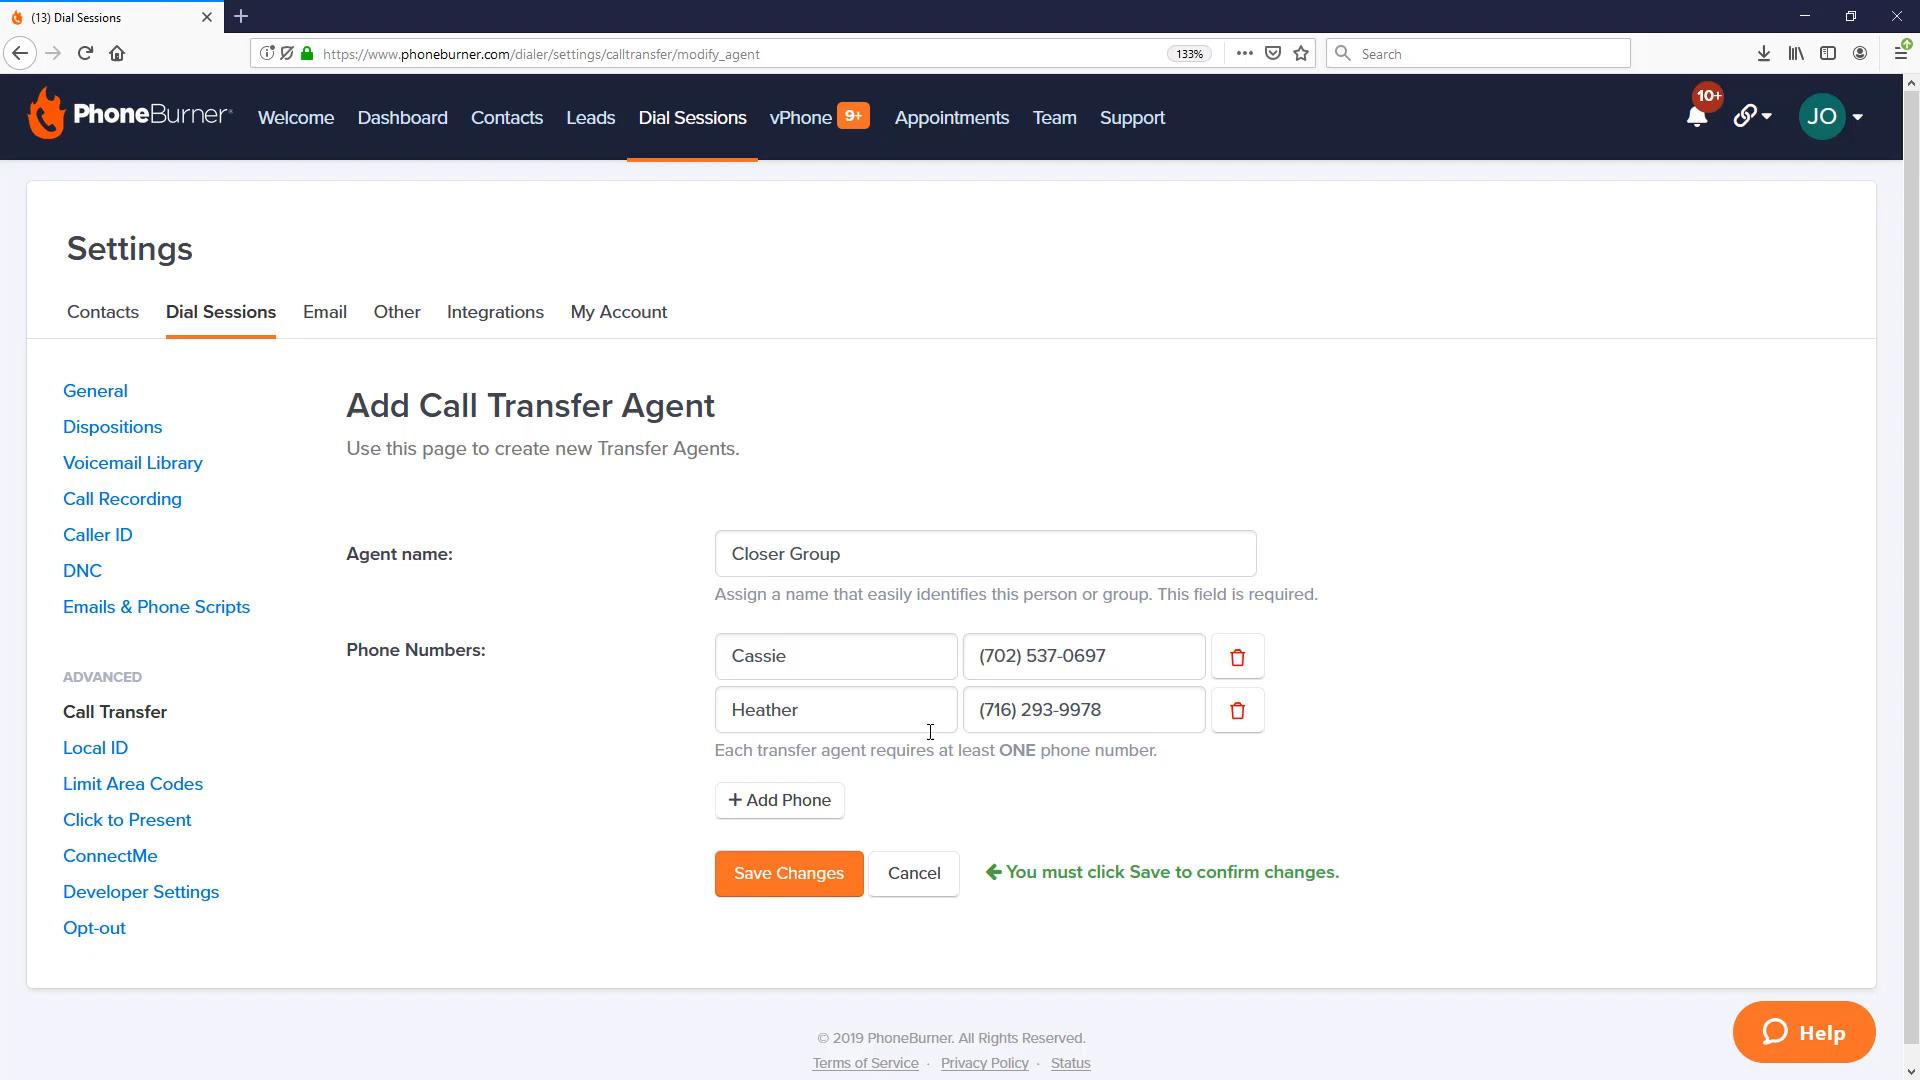 (13) Dial Sessions
https://www.phoneburner.com/dialer/settings/calltransfer/modify_agent
133%
Search
PhoneBurner
Welcome
Dashboard
Contacts
Leads
Dial Sessions
vPhone 9+
Appointments
Team
Support
10+
JO
Settings
Contacts
Dial Sessions
Email
Other
Integrations
My Account
General
Dispositions
Voicemail Library
Call Recording
Caller ID
DNC
Emails & Phone Scripts
ADVANCED
Call Transfer
Local ID
Limit Area Codes
Click to Present
ConnectMe
Developer Settings
Opt-out
Add Call Transfer Agent
Use this page to create new Transfer Agents.
Agent name:
Closer Group
Assign a name that easily identifies this person or group. This field is required.
Phone Numbers:
Cassie
(702) 537-0697
Heather
(716) 293-9978
Each transfer agent requires at least ONE phone number.
+ Add Phone
Save Changes
Cancel
You must click Save to confirm changes.
© 2019 PhoneBurner. All Rights Reserved.
Terms of Service · Privacy Policy · Status
Help